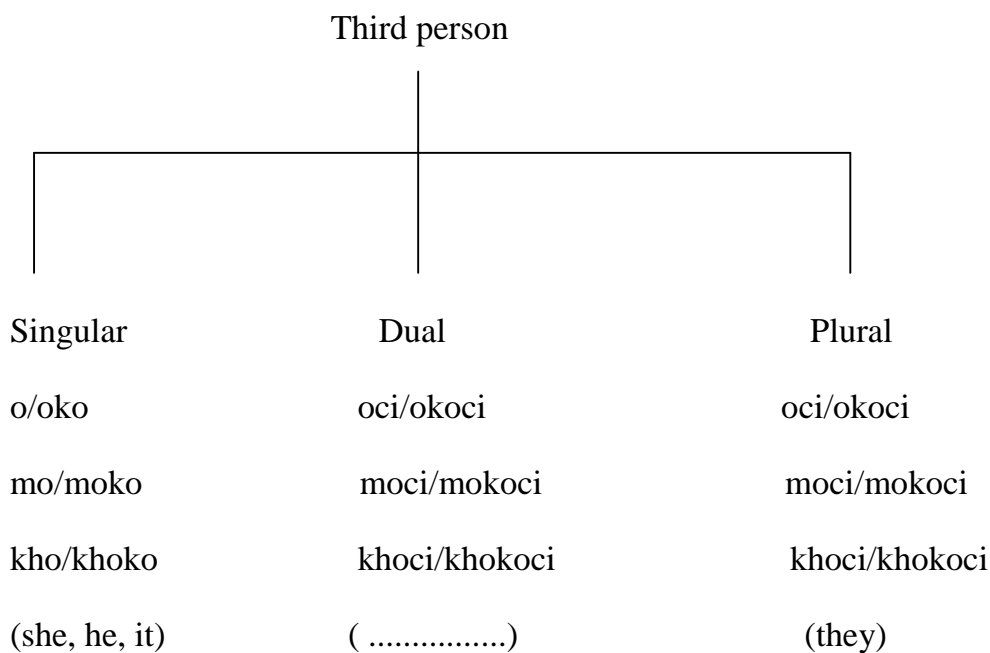 Third person
Singular Dual Plural
o/oko oci/okoci oci/okoci
mo/moko moci/mokoci moci/mokoci
kho/khoko khoci/khokoci khoci/khokoci
(she, he, it) ( ...............) (they)